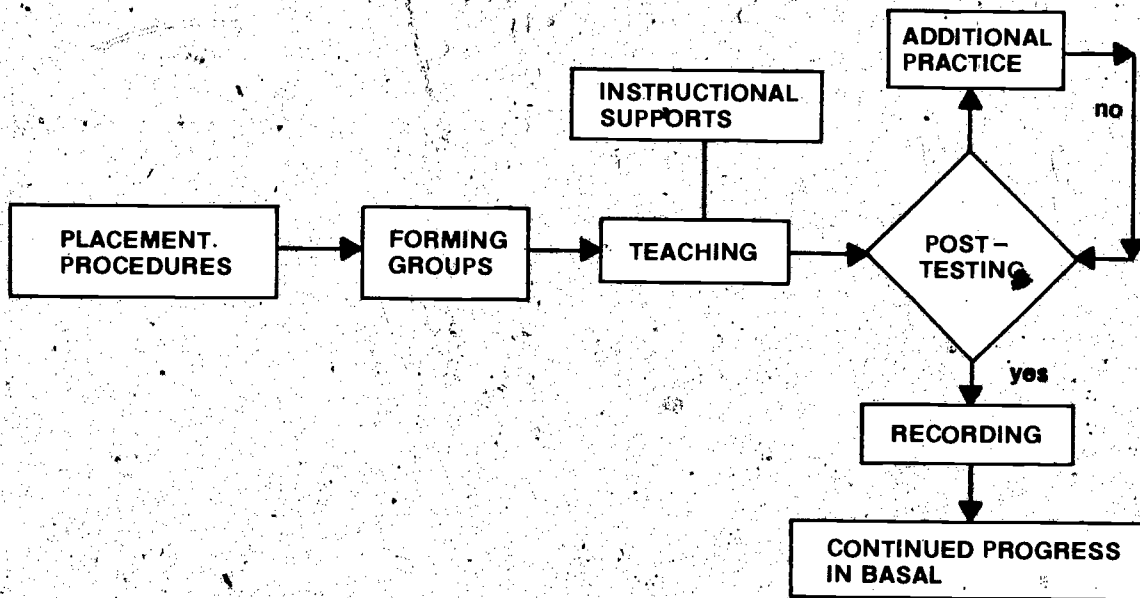 ADDITIONAL
PRACTICE
INSTRUCTIONAL
SUPPORTS
no
PLACEMENT.
PROCEDURES
FORMING
GROUPS
TEACHING
POST–
TESTING
yes
RECORDING
CONTINUED PROGRESS
IN BASAL